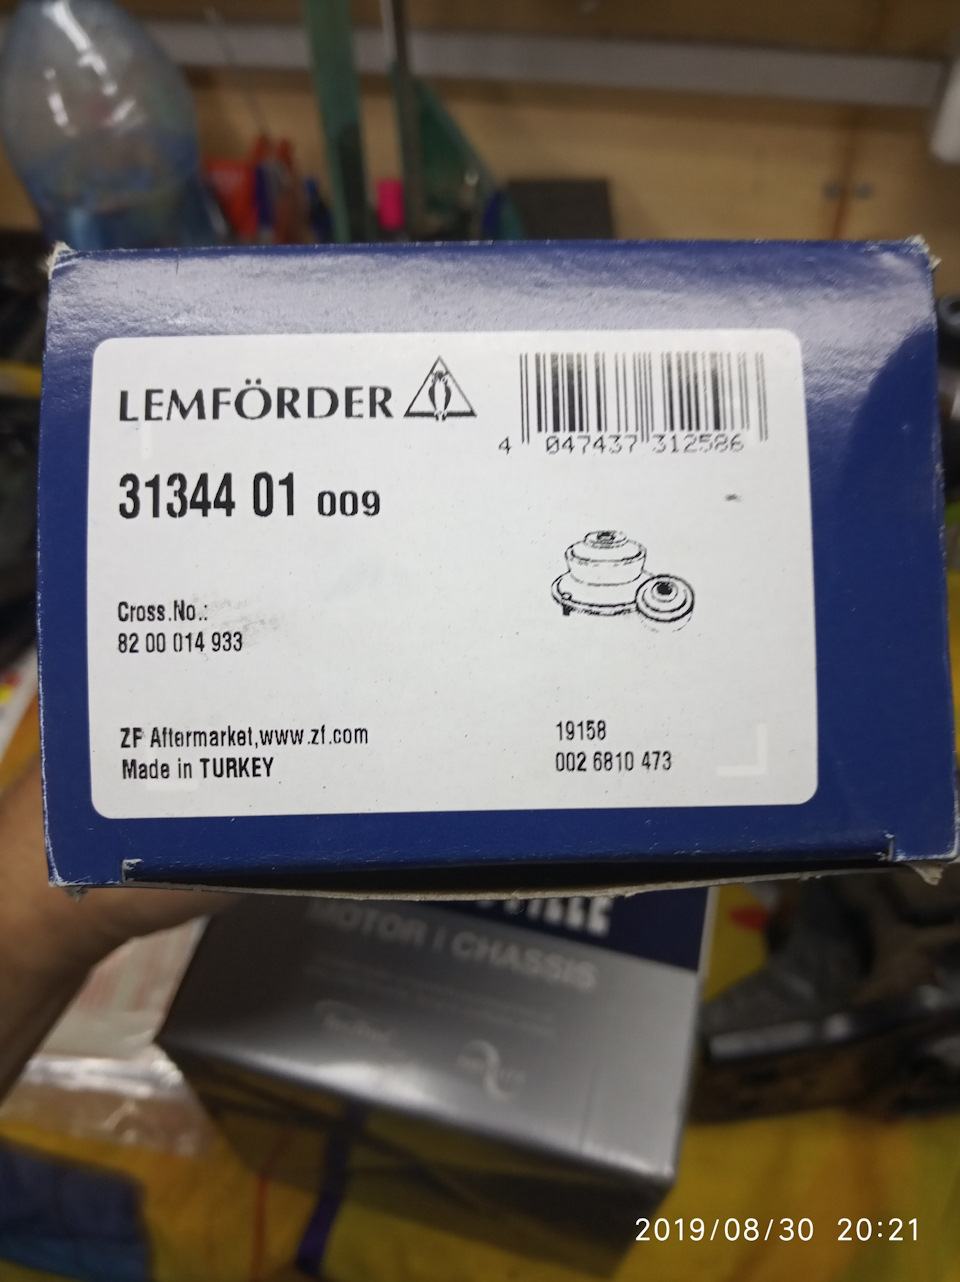 LEMFÖRDER
4 047437 312586
31344 01 009
Cross.No.:
82 00 014 933
ZF Aftermarket,www.zf.com
Made in TURKEY
19158
002 6810 473
MOTOR i CHASSIS
2019/08/30 20:21